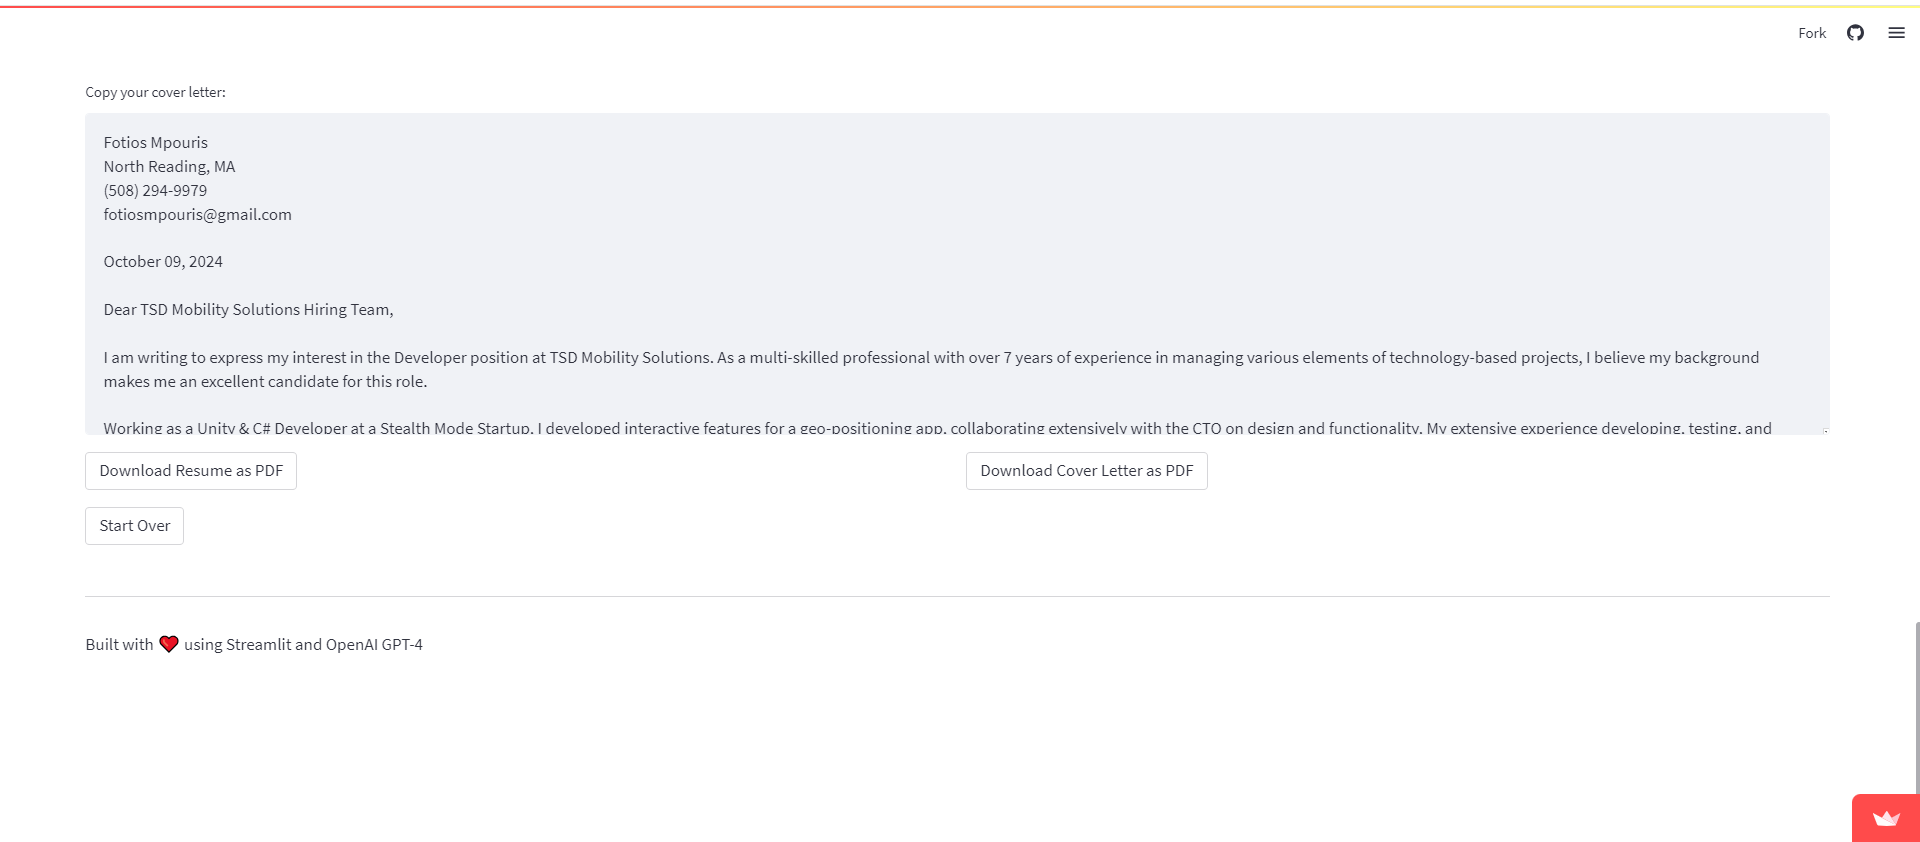 Fork
Copy your cover letter:
Fotios Mpouris
North Reading, MA
(508) 294-9979
fotiosmpouris@gmail.com
October 09, 2024
Dear TSD Mobility Solutions Hiring Team,
I am writing to express my interest in the Developer position at TSD Mobility Solutions. As a multi-skilled professional with over 7 years of experience in managing various elements of technology-based projects, I believe my background
makes me an excellent candidate for this role.
Working as a Unity & C# Developer at a Stealth Mode Startup, I developed interactive features for a geo-positioning app, collaborating extensively with the CTO on design and functionality. My extensive experience developing, testing, and
Download Resume as PDF
Download Cover Letter as PDF
Start Over
Built with ❤️ using Streamlit and OpenAI GPT-4